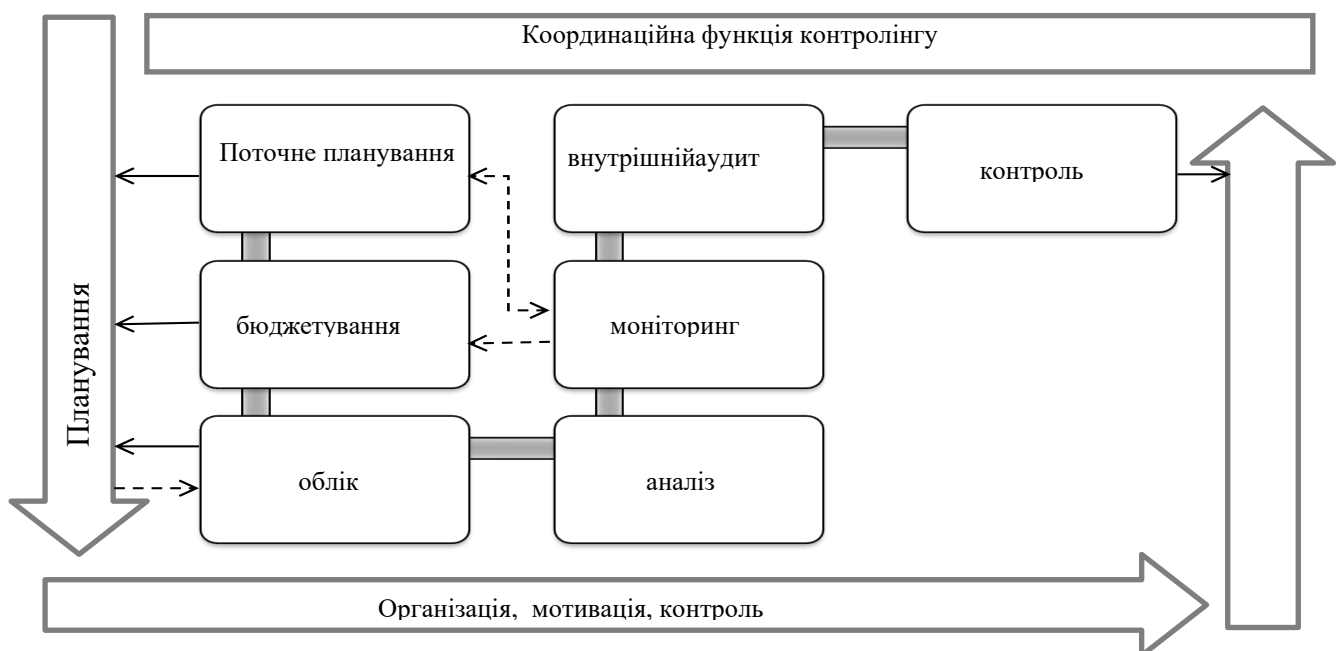 Координаційна функція контролінгу
Поточне планування
внутрішнійаудит
контроль
Планування
бюджетування
моніторинг
облік
аналіз
Організація, мотивація, контроль